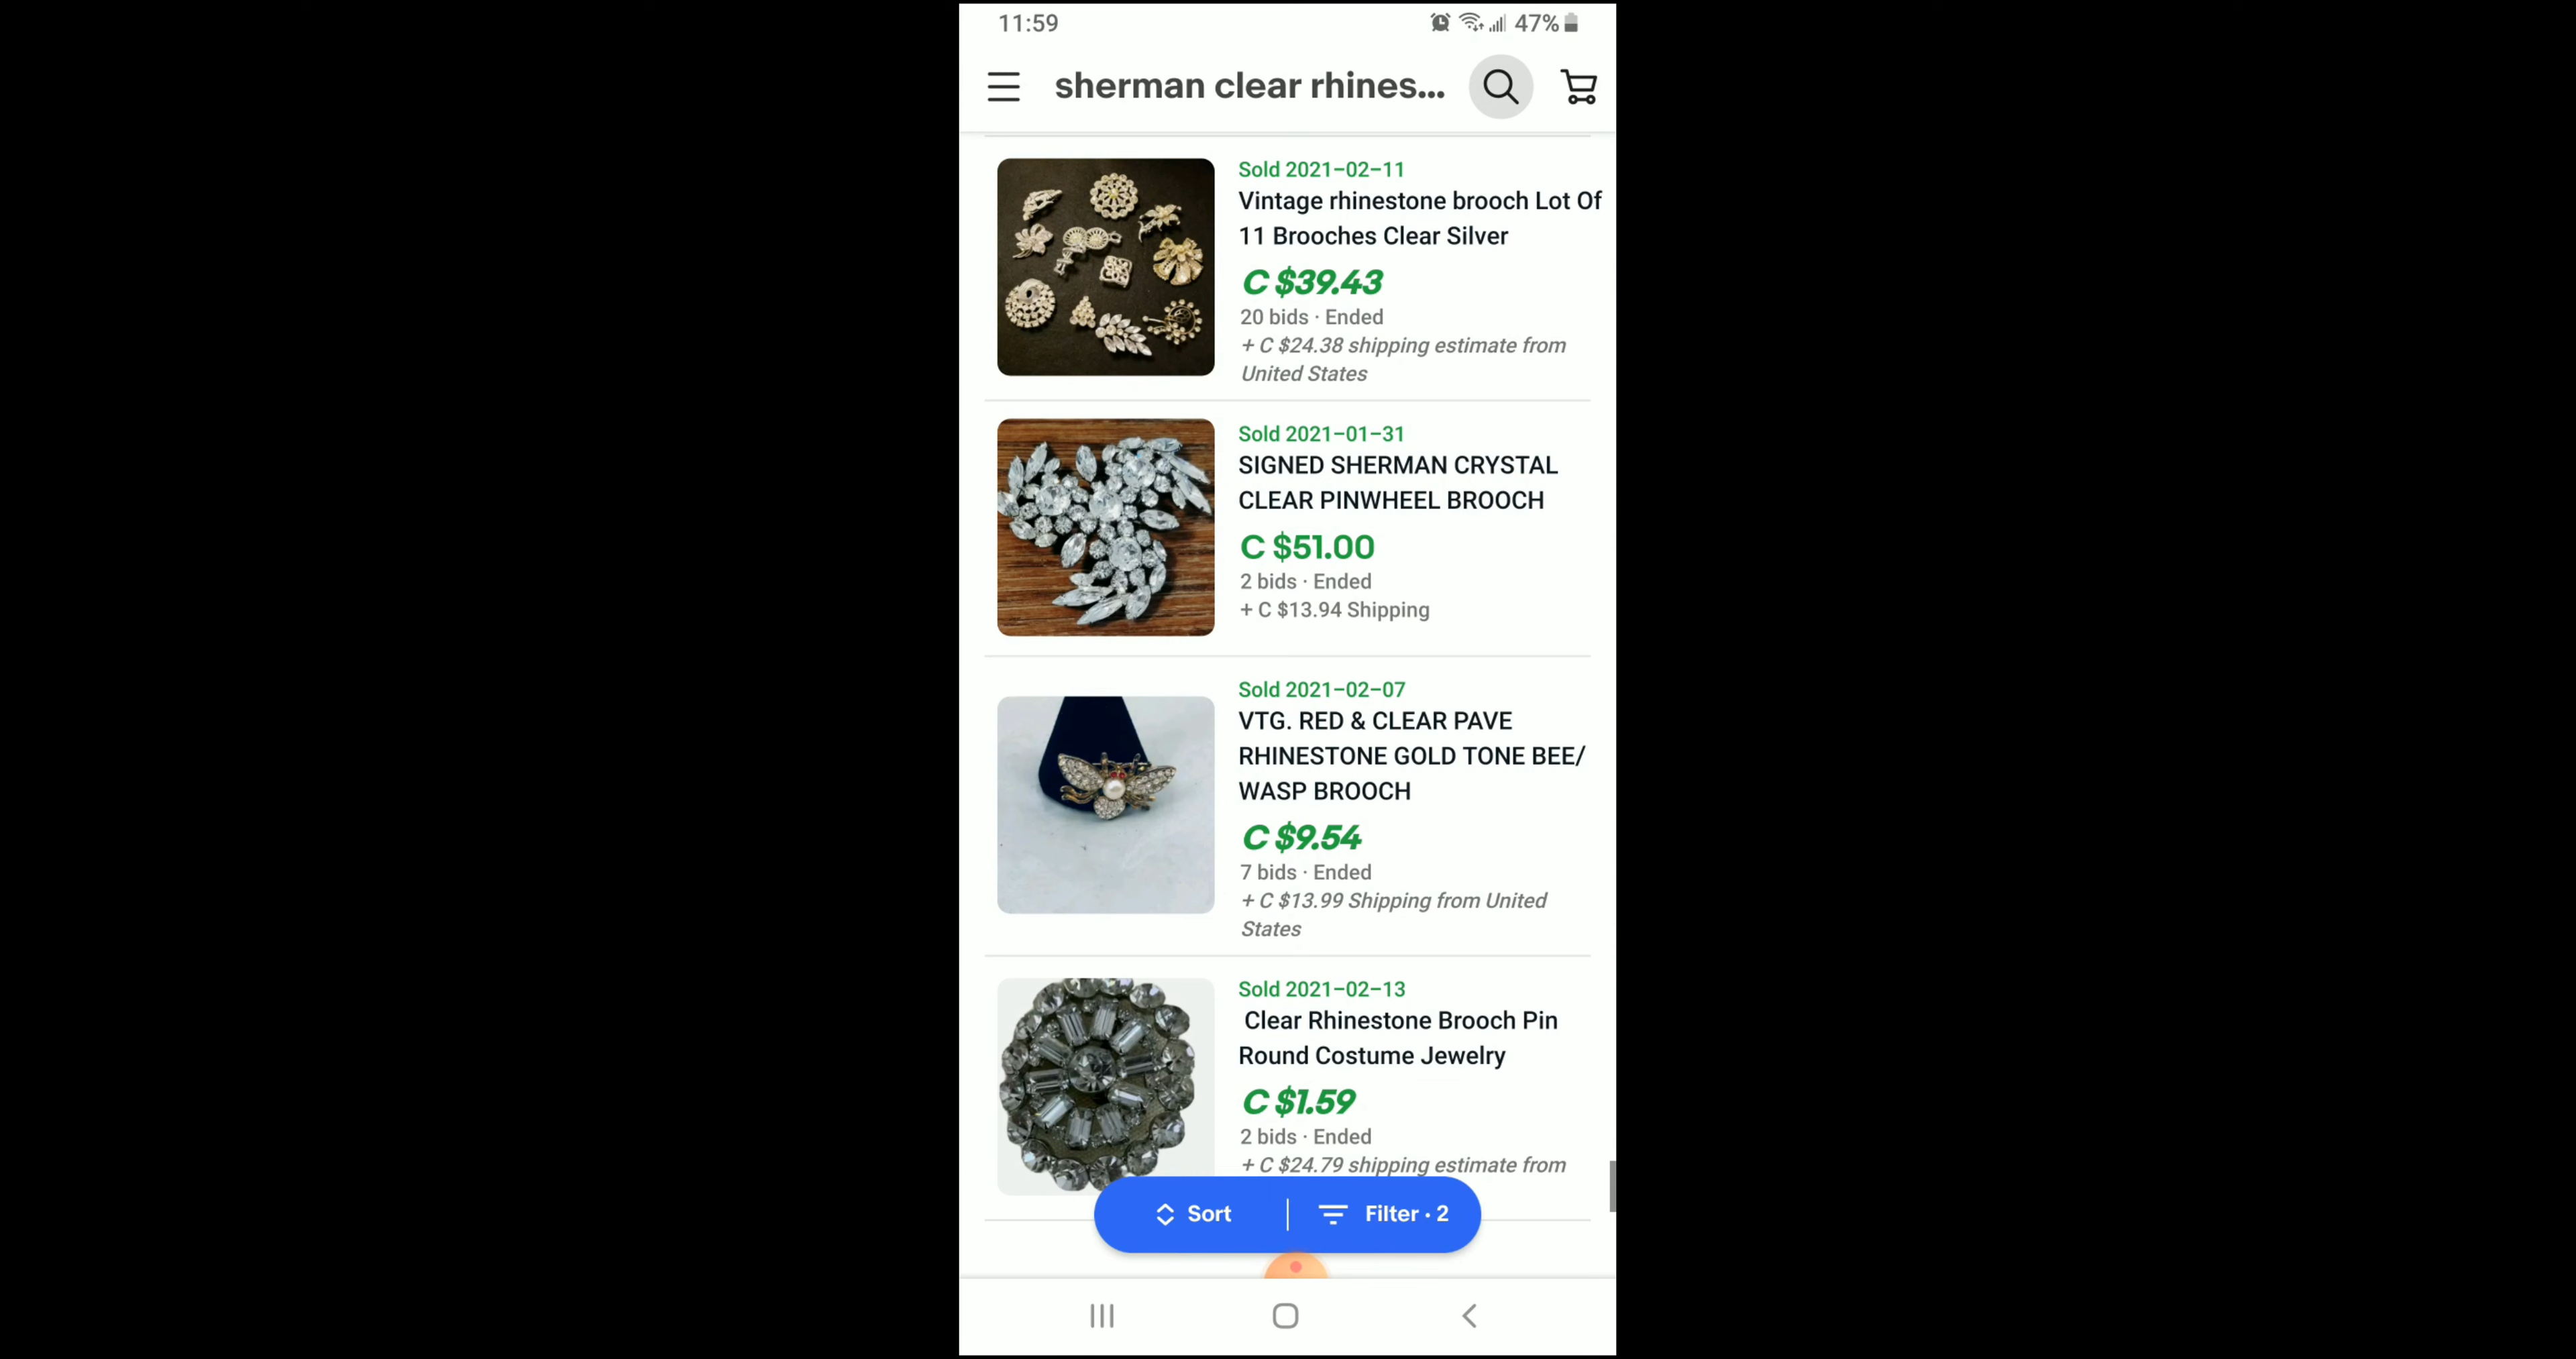 11:59
47%
sherman clear rhines...
Sold 2021-02-11
Vintage rhinestone brooch Lot Of
11 Brooches Clear Silver
C $39.43
20 bids · Ended
+ C $24.38 shipping estimate from
United States
Sold 2021-01-31
SIGNED SHERMAN CRYSTAL
CLEAR PINWHEEL BROOCH
C $51.00
2 bids · Ended
+ C $13.94 Shipping
Sold 2021-02-07
VTG. RED & CLEAR PAVE
RHINESTONE GOLD TONE BEE/
WASP BROOCH
C $9.54
7 bids · Ended
+ C $13.99 Shipping from United
States
Sold 2021-02-13
Clear Rhinestone Brooch Pin
Round Costume Jewelry
C $1.59
2 bids · Ended
+ C $24.79 shipping estimate from
Sort
Filter · 2